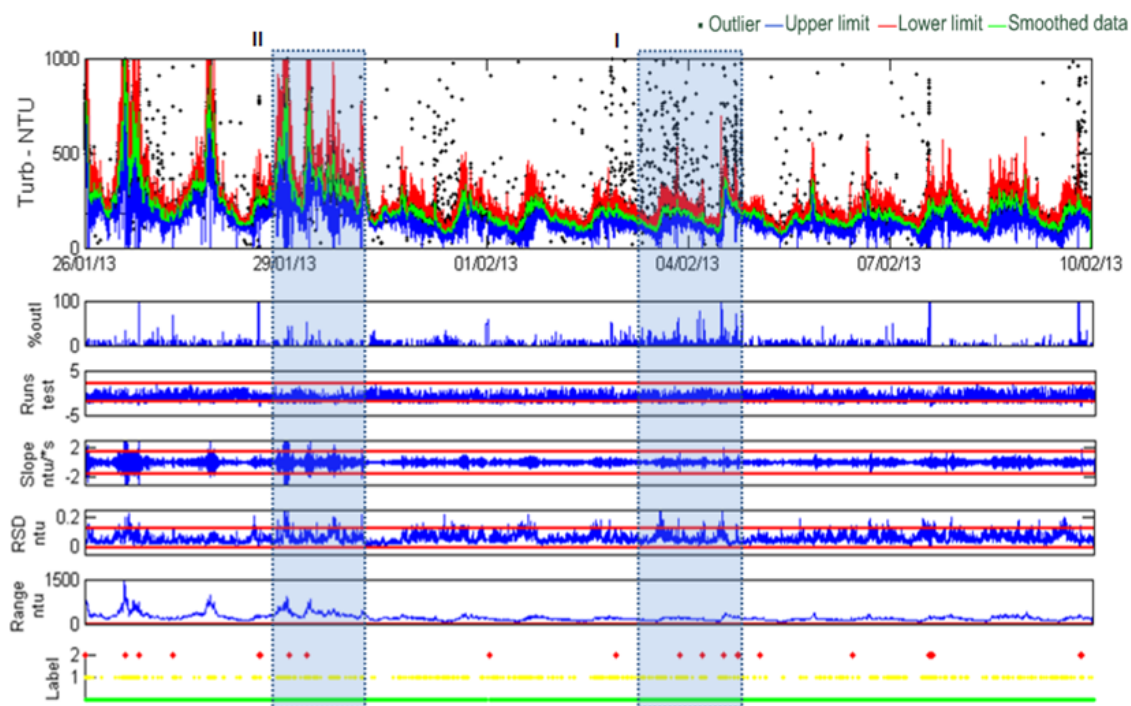 Outlier Upper limit Lower limit Smoothed data
II I
1000
500
0
Turb - NTU
26/01/13 29/01/13 01/02/13 04/02/13 07/02/13 10/02/13
100
0
%outl
5
-5
Runs
test
2
-2
Slope
ntu/*s
0.2
0
RSD
ntu
1500
0
Range
ntu
2
1
Label